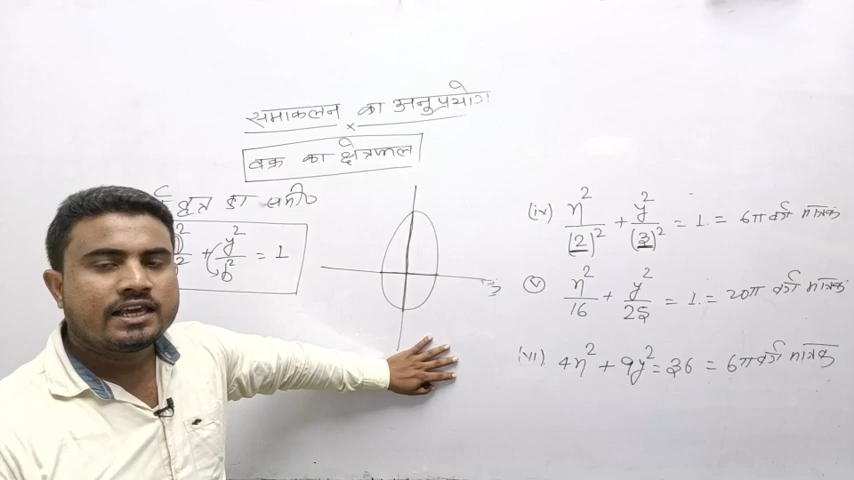 समाकलन का अनुप्रयोग
×
वक्र का क्षेत्रफल
वृत्त का समी०
+ y²/b² = 1
(iv) x²/(2)² + y²/(3)² = 1 = 6π वर्ग मात्रक
(v) x²/16 + y²/25 = 1 = 20π वर्ग मात्रक
(vi) 4x² + 9y² = 36 = 6π वर्ग मात्रक